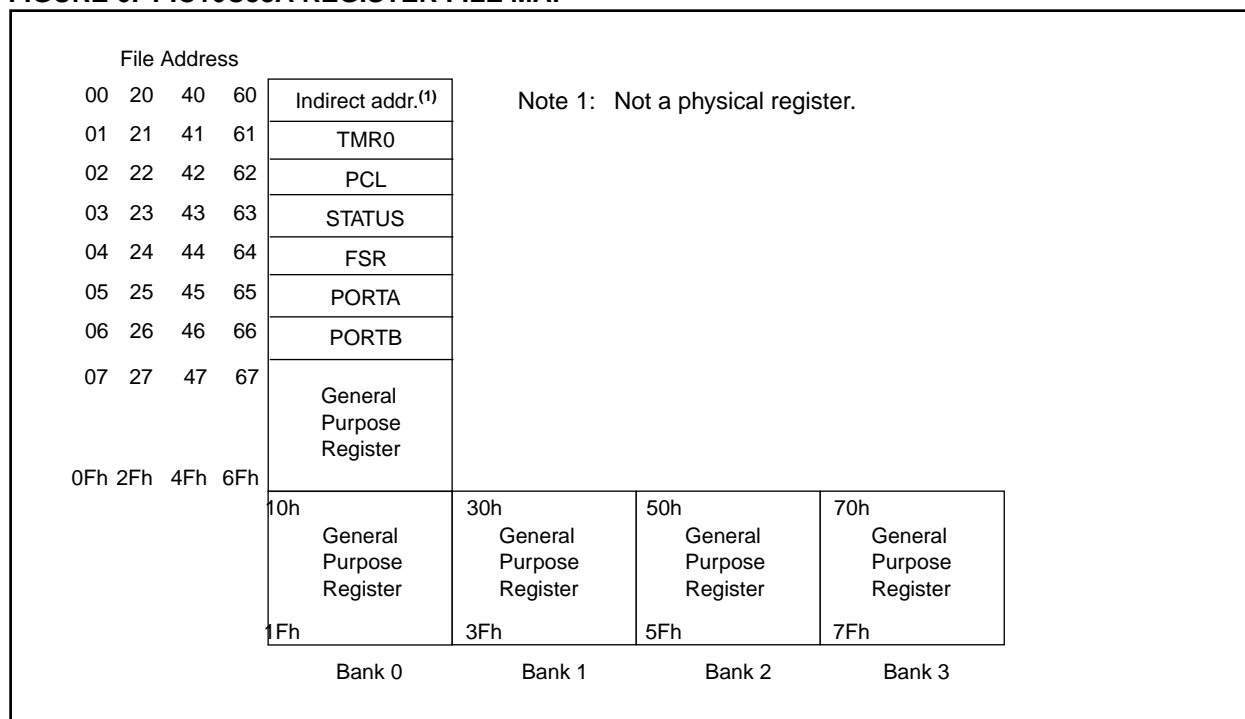 File Address
00 20 40 60 Indirect addr.(1) Note 1: Not a physical register.
01 21 41 61 TMR0
02 22 42 62 PCL
03 23 43 63 STATUS
04 24 44 64 FSR
05 25 45 65 PORTA
06 26 46 66 PORTB
07 27 47 67
General
Purpose
Register
0Fh 2Fh 4Fh 6Fh
10h 30h 50h 70h
General General General General
Purpose Purpose Purpose Purpose
Register Register Register Register
1Fh 3Fh 5Fh 7Fh
Bank 0 Bank 1 Bank 2 Bank 3